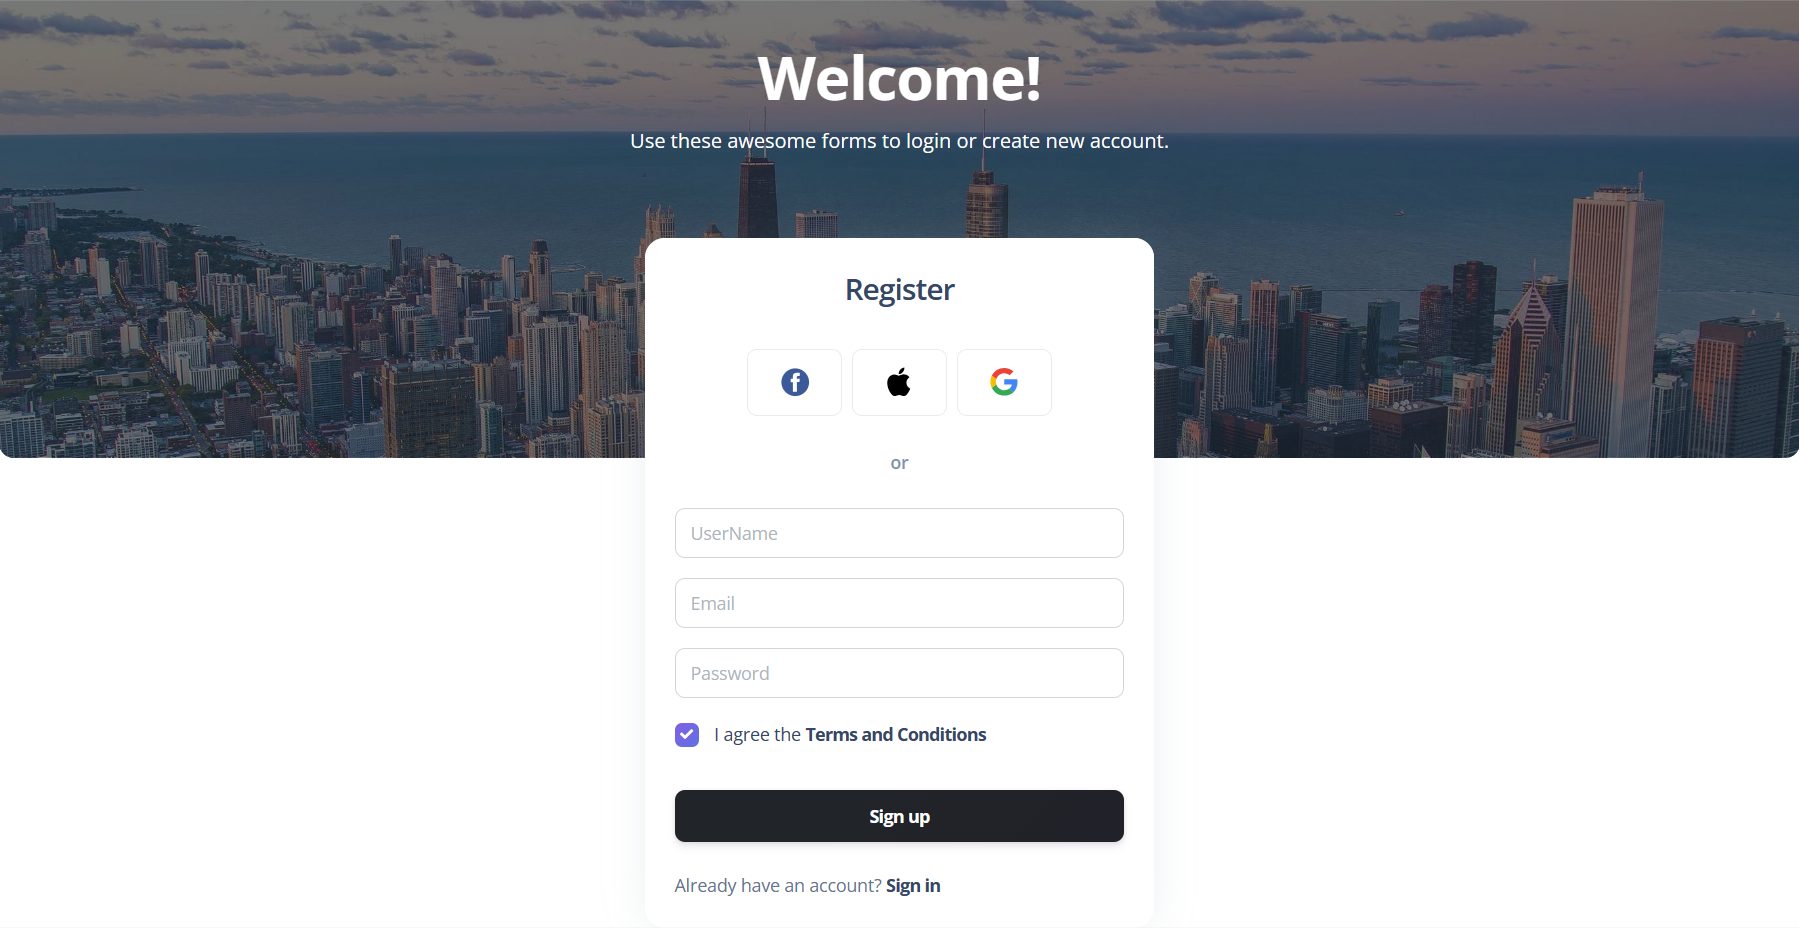 Welcome!
Use these awesome forms to login or create new account.
Register
or
UserName
Email
Password
I agree the Terms and Conditions
Sign up
Already have an account? Sign in